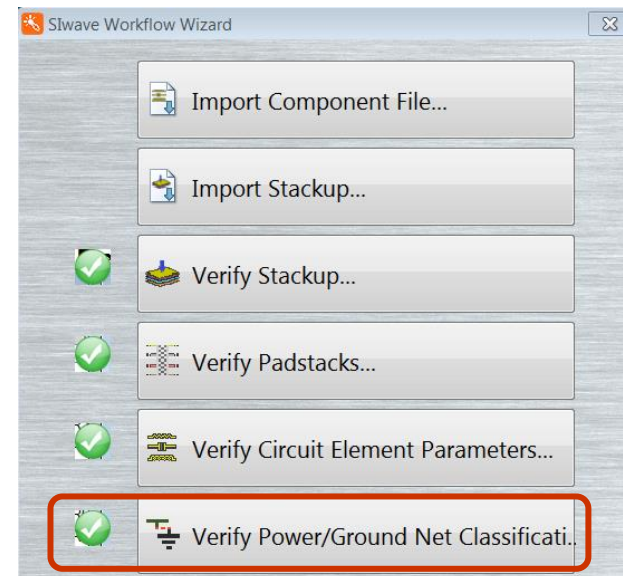 SIwave Workflow Wizard
Import Component File...
Import Stackup...
Verify Stackup...
Verify Padstacks...
Verify Circuit Element Parameters...
Verify Power/Ground Net Classificati..